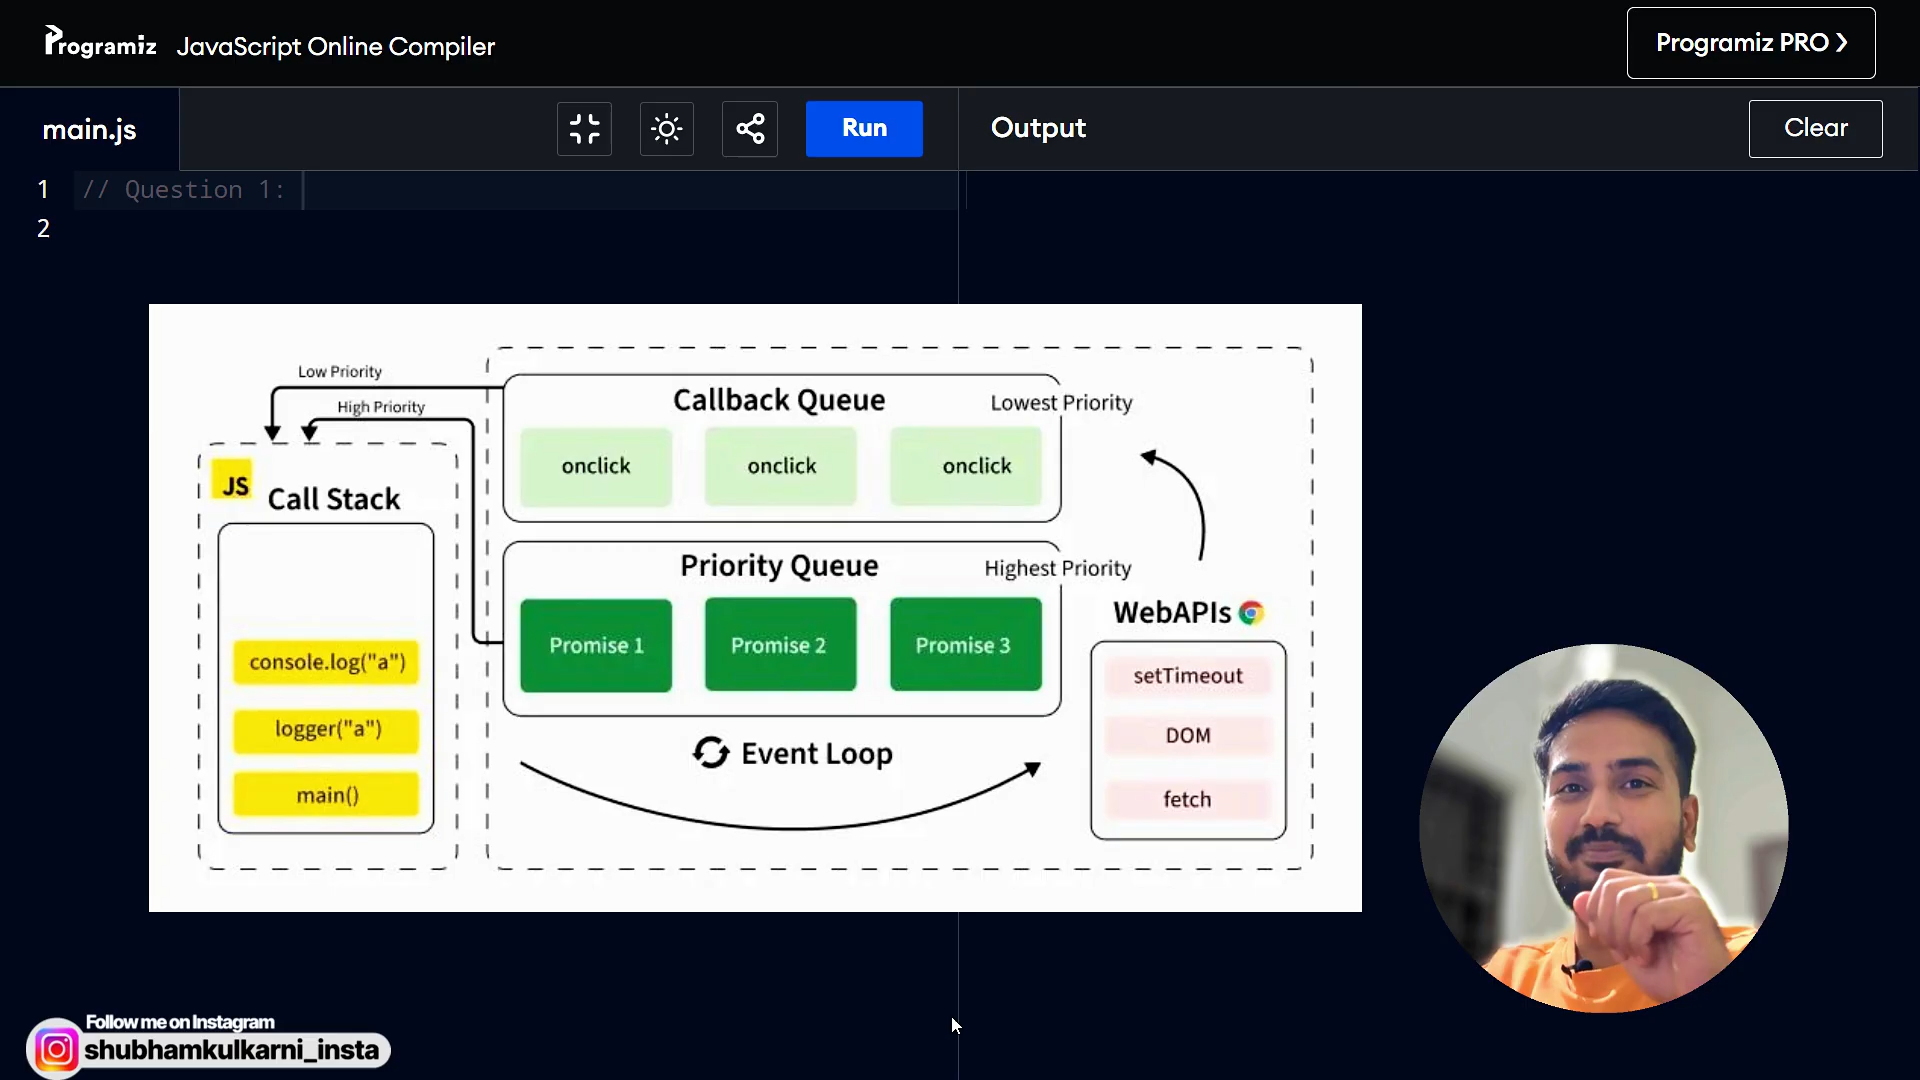 Programiz JavaScript Online Compiler
Programiz PRO ❯
main.js
Run
Output
Clear
1 // Question 1:
2
Low Priority
High Priority
Callback Queue
Lowest Priority
onclick
onclick
onclick
JS
Call Stack
Priority Queue
Highest Priority
Promise 1
Promise 2
Promise 3
WebAPIs
setTimeout
DOM
fetch
console.log("a")
logger("a")
main()
Event Loop
Follow me on Instagram
shubhamkulkarni_insta